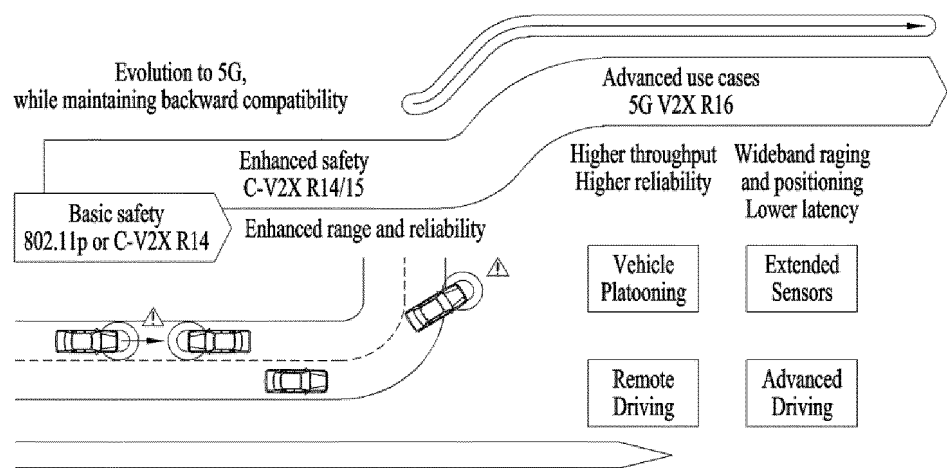 Evolution to 5G,
while maintaining backward compatibility
Advanced use cases
5G V2X R16
Enhanced safety
C-V2X R14/15
Higher throughput
Higher reliability
Wideband raging
and positioning
Lower latency
Basic safety
802.11p or C-V2X R14
Enhanced range and reliability
Vehicle
Platooning
Extended
Sensors
Remote
Driving
Advanced
Driving